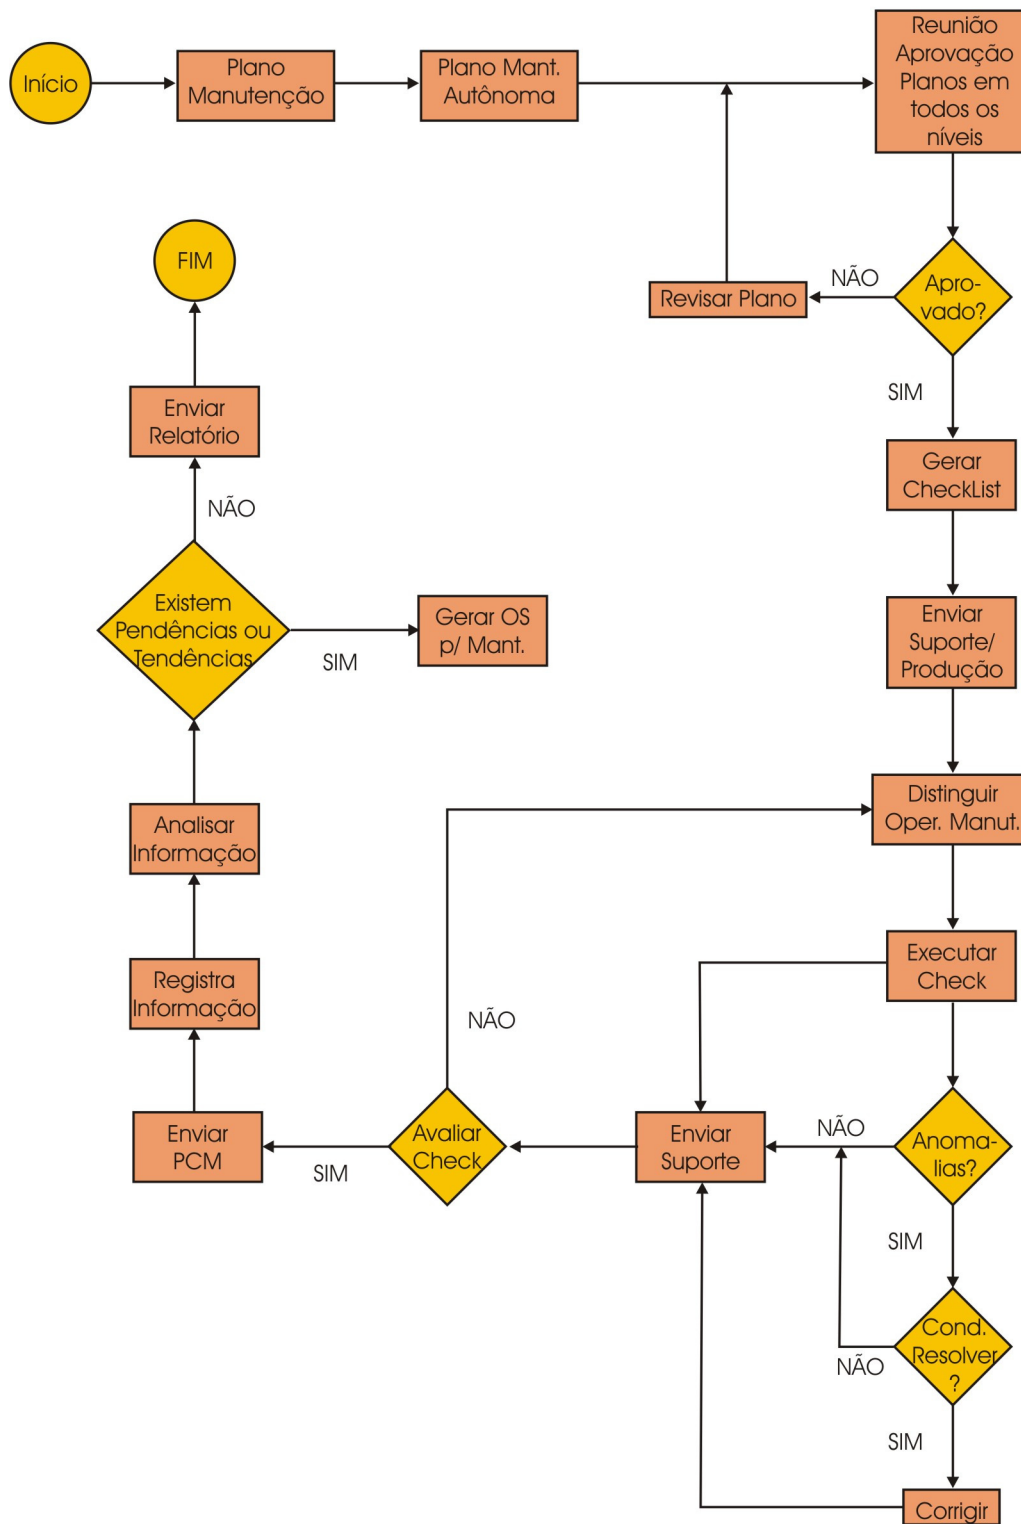 Início
Plano
Manutenção
Plano Mant.
Autônoma
Reunião
Aprovação
Planos em
todos os
níveis
Apro-
vado?
NÃO
Revisar Plano
SIM
Gerar
CheckList
Enviar
Suporte/
Produção
Distinguir
Oper. Manut.
Executar
Check
Anoma-
lias?
NÃO
SIM
Cond.
Resolver
?
NÃO
SIM
Corrigir
Enviar
Suporte
Avaliar
Check
NÃO
SIM
Enviar
PCM
Registra
Informação
Analisar
Informação
Existem
Pendências ou
Tendências
SIM
Gerar OS
p/ Mant.
NÃO
Enviar
Relatório
FIM